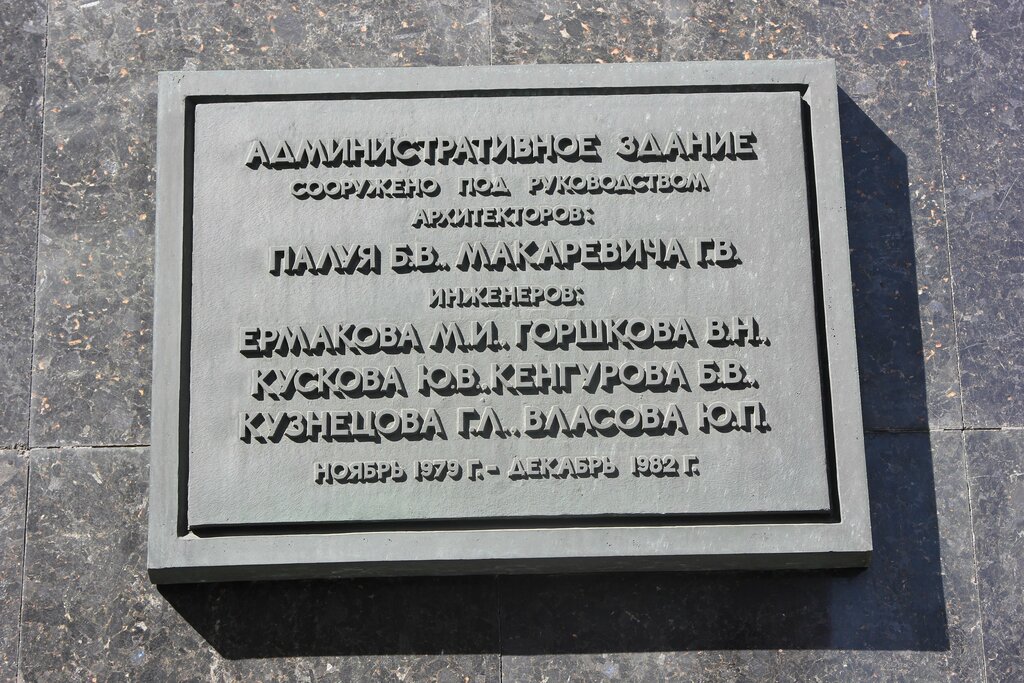 АДМИНИСТРАТИВНОЕ ЗДАНИЕ
СООРУЖЕНО ПОД РУКОВОДСТВОМ
АРХИТЕКТОРОВ:
ПАЛУЯ Б.В., МАКАРЕВИЧА Г.В.
ИНЖЕНЕРОВ:
ЕРМАКОВА М.И., ГОРШКОВА В.Н.,
КУСКОВА Ю.В., КЕНГУРОВА Б.В.,
КУЗНЕЦОВА Г.Л., ВЛАСОВА Ю.П.
НОЯБРЬ 1979 Г. - ДЕКАБРЬ 1982 Г.